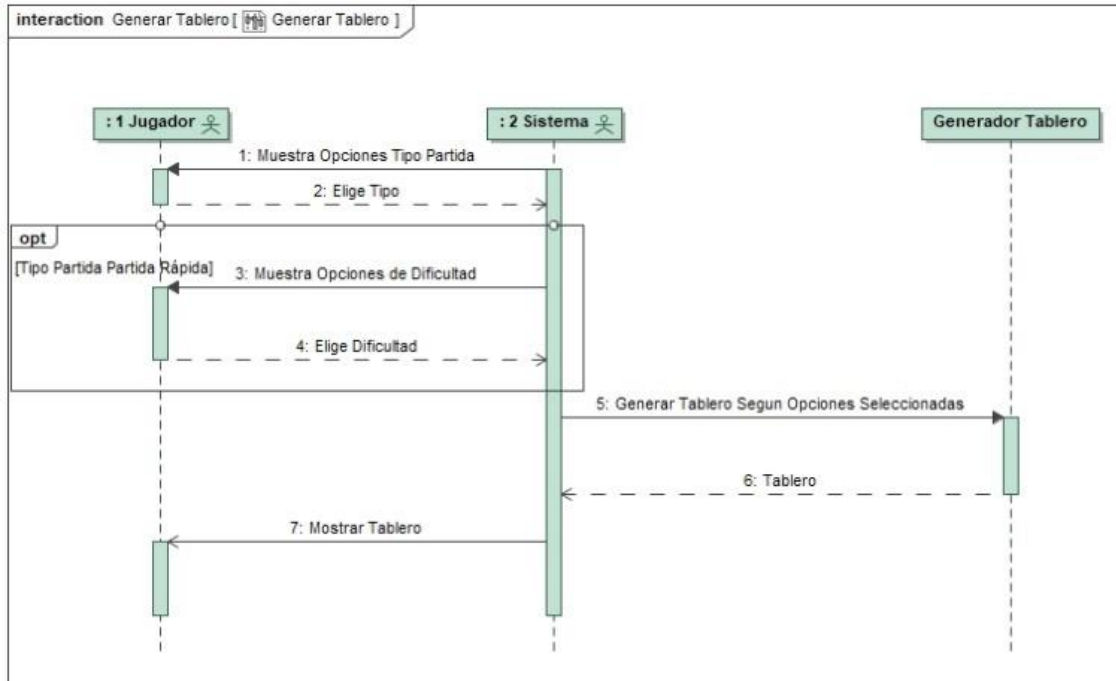 interaction Generar Tablero [ Generar Tablero ]
: 1 Jugador
: 2 Sistema
Generador Tablero
1: Muestra Opciones Tipo Partida
2: Elige Tipo
opt
[Tipo Partida Partida Rápida]
3: Muestra Opciones de Dificultad
4: Elige Dificultad
5: Generar Tablero Segun Opciones Seleccionadas
6: Tablero
7: Mostrar Tablero